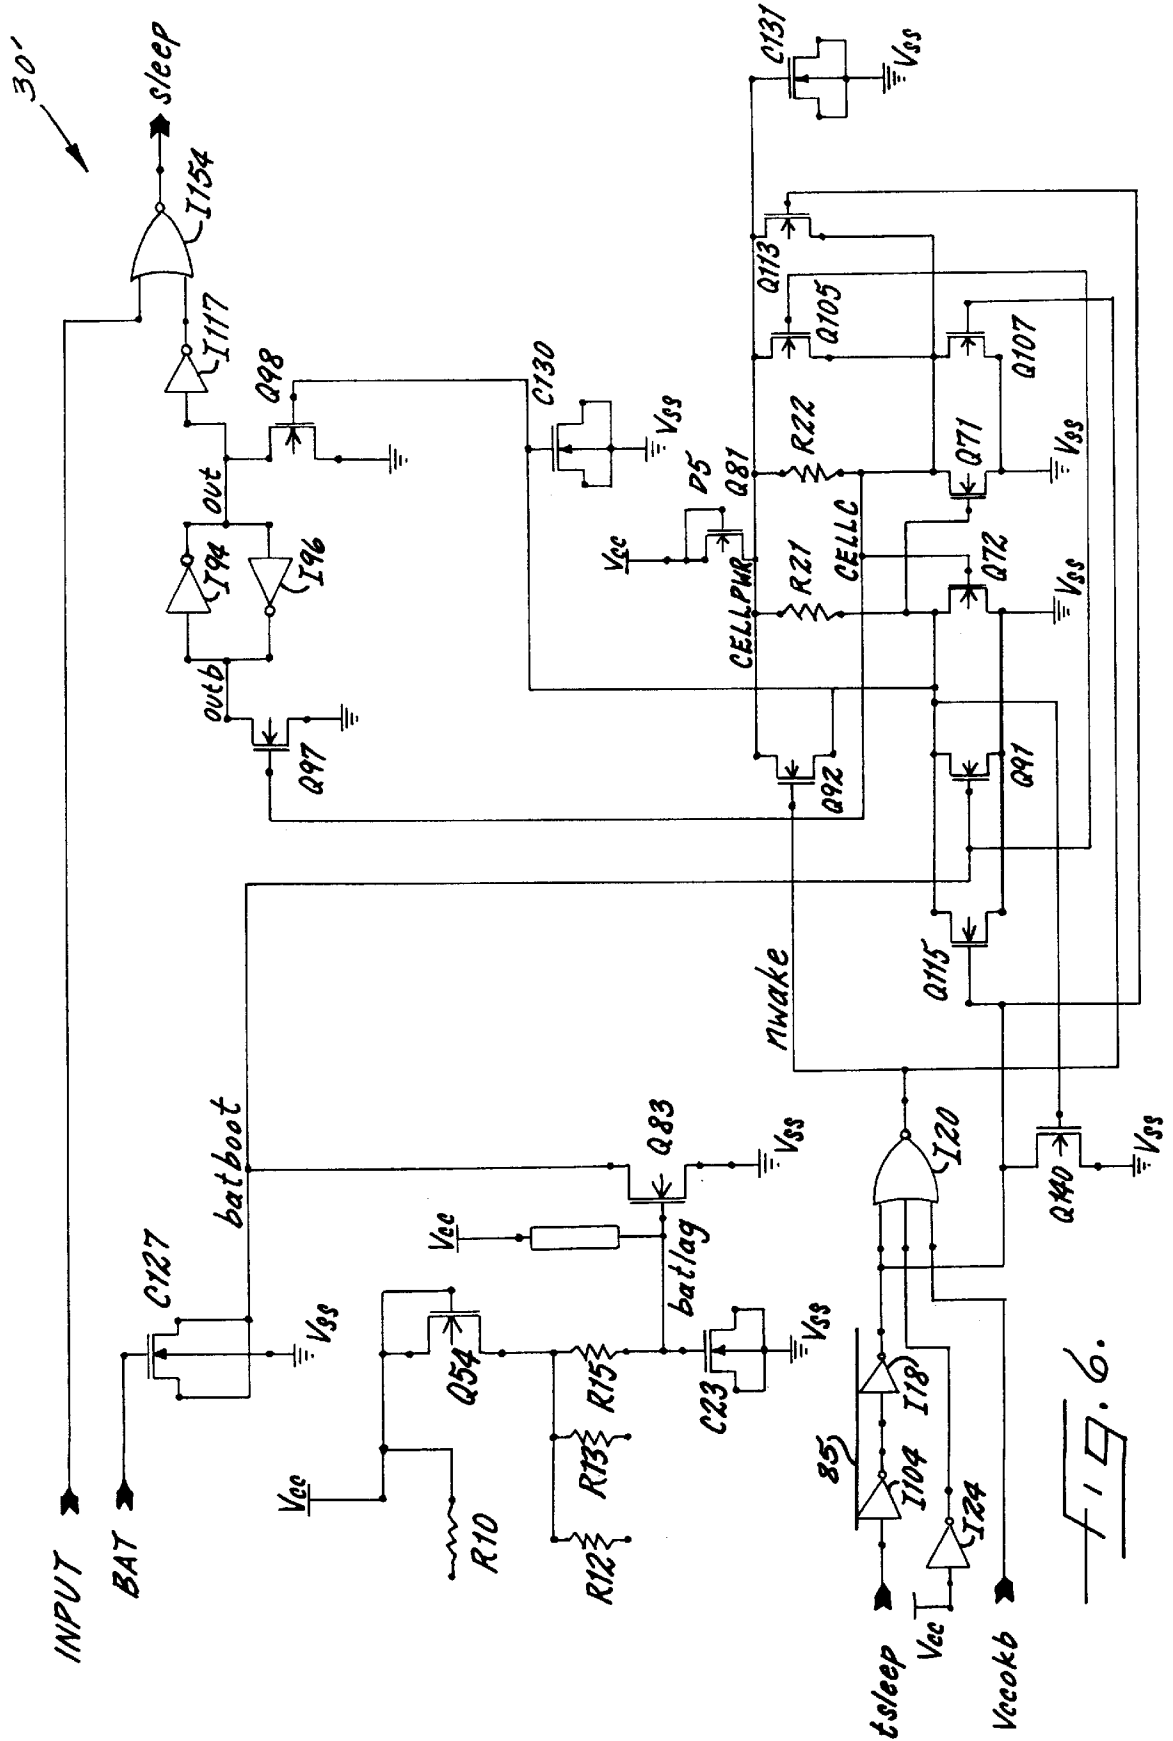 30'
INPUT
BAT
C127
Vss
batboot
sleep
I154
I117
outb
out
I94
I96
Q97
Q98
Vcc
R10
Q54
R12
R13
R15
C23
Vss
batlag
Vcc
Q83
Vss
C130
Vss
Vcc
D5
Q81
CELLPWR
R21
R22
CELLC
Q92
Q105
Q113
C131
Vss
nwake
Q115
Q91
Q72
Vss
Q71
Vss
Q107
tsleep
85
I104
I18
I20
Vcc
I24
Vccokb
Q140
Vss
Fig. 6.